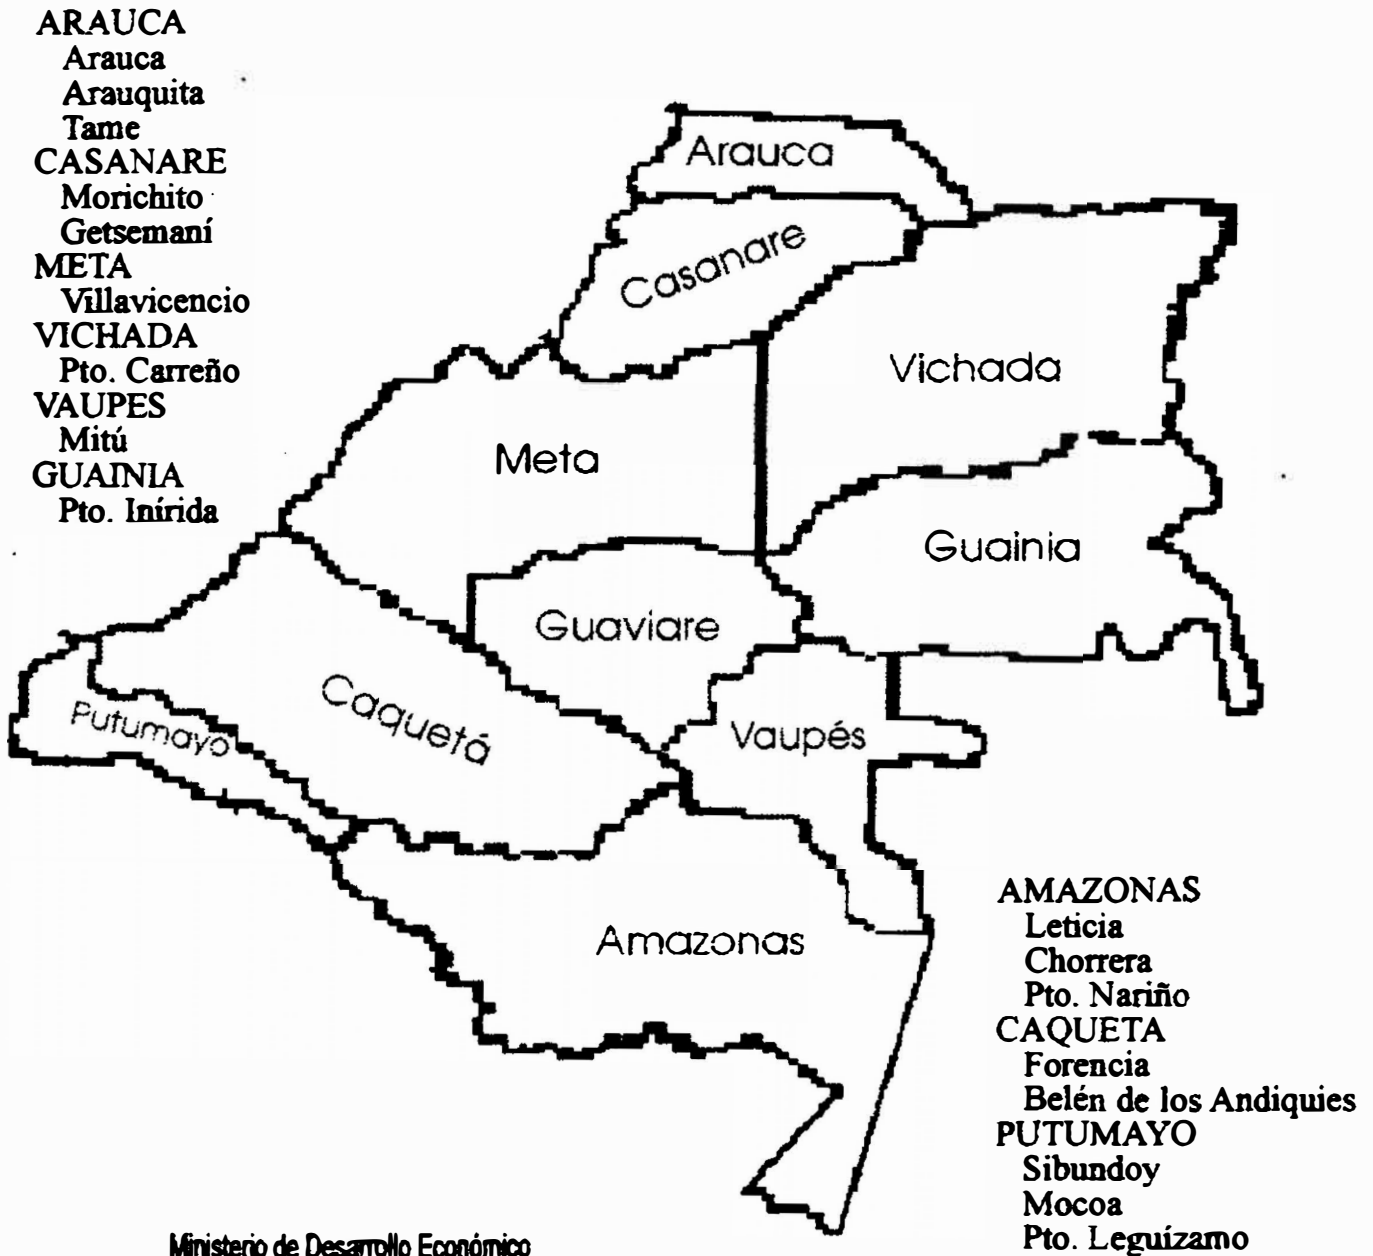 ARAUCA
Arauca
Arauquita
Tame
CASANARE
Morichito
Getsemaní
META
Villavicencio
VICHADA
Pto. Carreño
VAUPES
Mitú
GUAINIA
Pto. Inírida
Arauca
Casanare
Vichada
Meta
Guainia
Guaviare
Caquetá
Putumayo
Vaupés
Amazonas
AMAZONAS
Leticia
Chorrera
Pto. Nariño
CAQUETA
Forencia
Belén de los Andiquies
PUTUMAYO
Sibundoy
Mocoa
Pto. Leguízamo
Ministerio de Desarrollo Económico